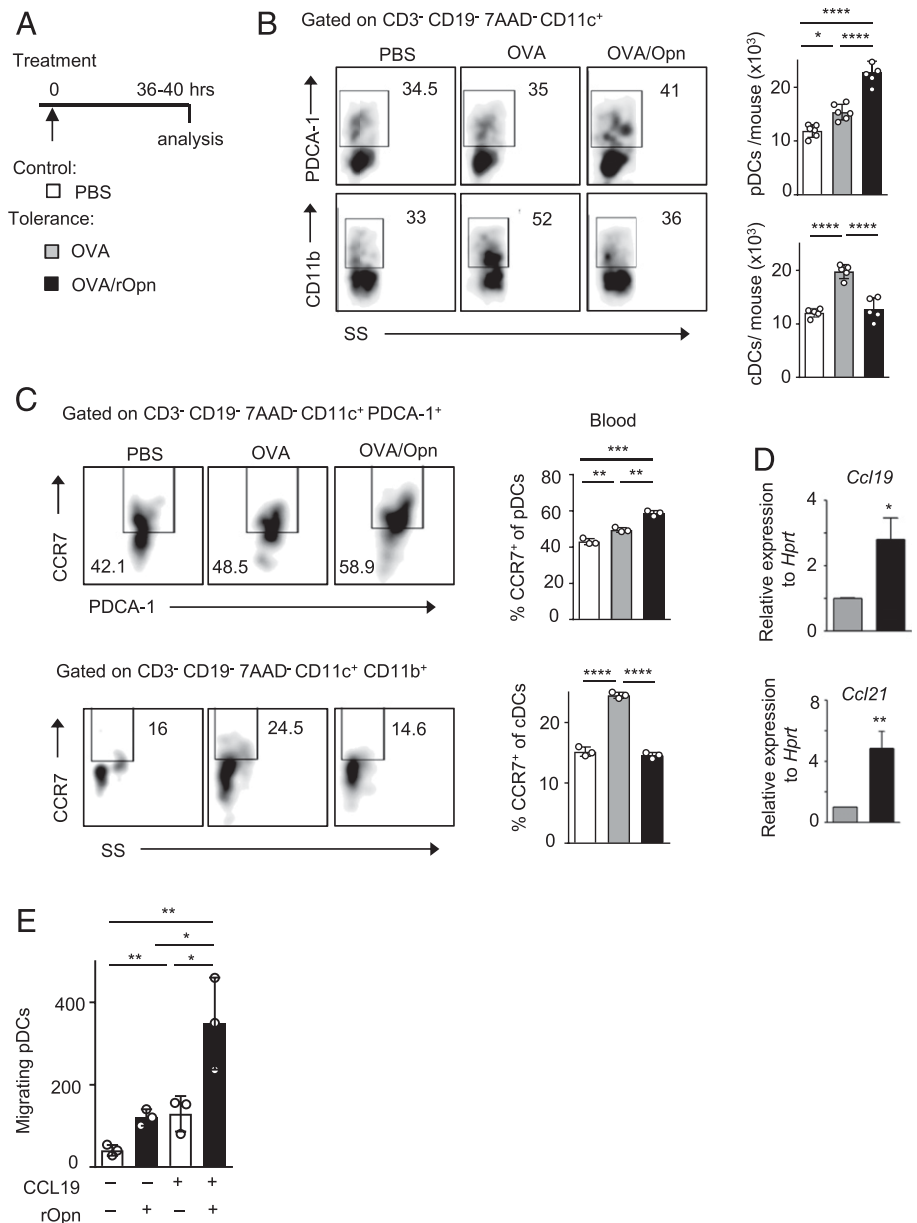 A
Treatment
0 36-40 hrs
analysis
Control:
PBS
Tolerance:
OVA
OVA/rOpn
B
Gated on CD3- CD19- 7AAD- CD11c+
PBS OVA OVA/Opn
PDCA-1
34.5 35 41
CD11b
33 52 36
SS
pDCs /mouse (x10³)
20
10
0
****
* ****
cDCs/ mouse (x10³)
20
10
0
**** ****
C
Gated on CD3- CD19- 7AAD- CD11c+ PDCA-1+
PBS OVA OVA/Opn
CCR7
42.1 48.5 58.9
PDCA-1
Blood
% CCR7+ of pDCs
80
60
40
20
0
***
** **
Gated on CD3- CD19- 7AAD- CD11c+ CD11b+
CCR7
16 24.5 14.6
SS
% CCR7+ of cDCs
20
10
0
**** ****
D
Ccl19
Relative expression
to Hprt
4
2
0
*
Ccl21
Relative expression
to Hprt
8
4
0
**
E
Migrating pDCs
400
200
0
**
*
** *
CCL19 – – + +
rOpn – + – +